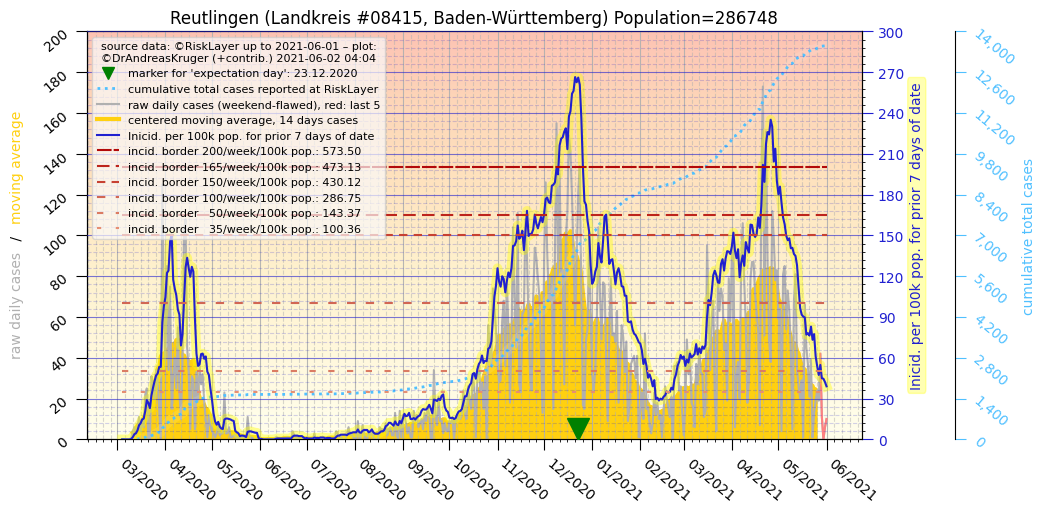 Reutlingen (Landkreis #08415, Baden-Württemberg) Population=286748
source data: ©RiskLayer up to 2021-06-01 – plot:
©DrAndreasKruger (+contrib.) 2021-06-02 04:04
marker for 'expectation day': 23.12.2020
cumulative total cases reported at RiskLayer
raw daily cases (weekend-flawed), red: last 5
centered moving average, 14 days cases
Inicid. per 100k pop. for prior 7 days of date
incid. border 200/week/100k pop.: 573.50
incid. border 165/week/100k pop.: 473.13
incid. border 150/week/100k pop.: 430.12
incid. border 100/week/100k pop.: 286.75
incid. border   50/week/100k pop.: 143.37
incid. border   35/week/100k pop.: 100.36
raw daily cases / moving average
200
180
160
140
120
100
80
60
40
20
0
03/2020
04/2020
05/2020
06/2020
07/2020
08/2020
09/2020
10/2020
11/2020
12/2020
01/2021
02/2021
03/2021
04/2021
05/2021
06/2021
300
270
240
210
180
150
120
90
60
30
0
Inicid. per 100k pop. for prior 7 days of date
14,000
12,600
11,200
9,800
8,400
7,000
5,600
4,200
2,800
1,400
0
cumulative total cases